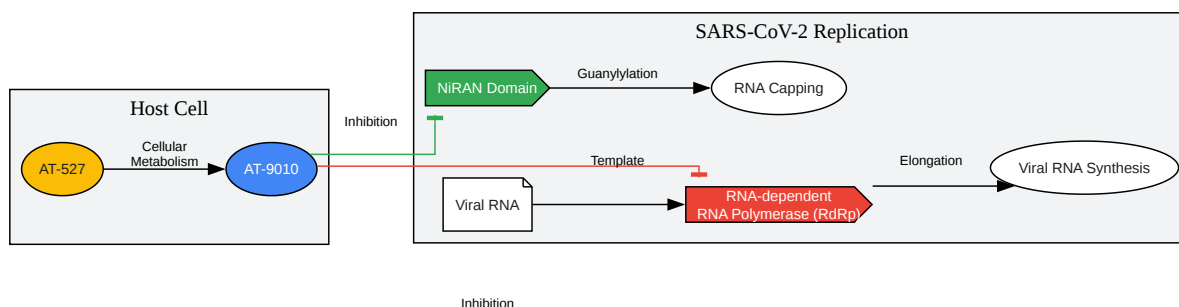 SARS-CoV-2 Replication
NiRAN Domain
Guanylylation
RNA Capping
Host Cell
Inhibition
AT-527
Cellular
Metabolism
AT-9010
Template
Elongation
Viral RNA Synthesis
Viral RNA
RNA-dependent
RNA Polymerase (RdRp)
Inhibition